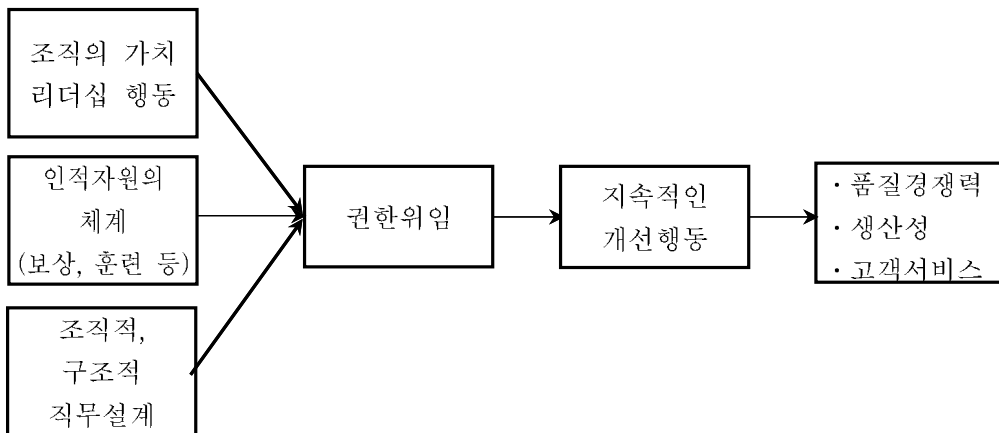 조직의 가치
리더십 행동
인적자원의
체계
(보상, 훈련 등)
조직적,
구조적
직무설계
권한위임
지속적인
개선행동
· 품질경쟁력
· 생산성
· 고객서비스